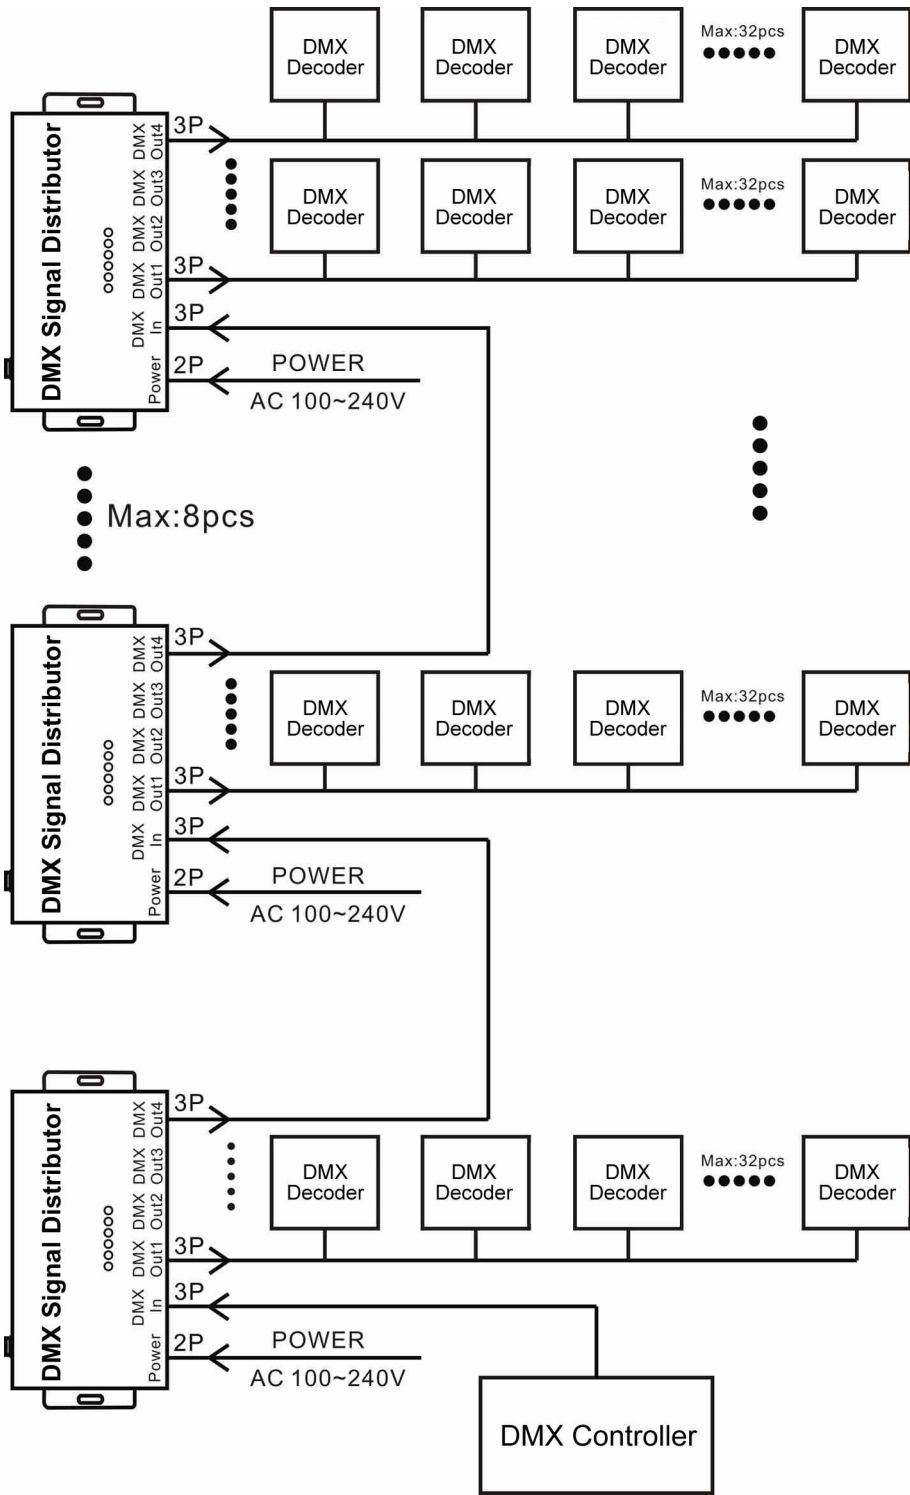 DMX
Decoder
DMX
Decoder
DMX
Decoder
Max:32pcs
DMX
Decoder
DMX Signal Distributor
DMX
Out4
DMX
Out3
DMX
Out2
DMX
Out1
DMX
In
Power
3P
DMX
Decoder
DMX
Decoder
DMX
Decoder
Max:32pcs
DMX
Decoder
3P
3P
2P
POWER
AC 100~240V
Max:8pcs
DMX Signal Distributor
DMX
Out4
DMX
Out3
DMX
Out2
DMX
Out1
DMX
In
Power
3P
DMX
Decoder
DMX
Decoder
DMX
Decoder
Max:32pcs
DMX
Decoder
3P
3P
2P
POWER
AC 100~240V
DMX Signal Distributor
DMX
Out4
DMX
Out3
DMX
Out2
DMX
Out1
DMX
In
Power
3P
DMX
Decoder
DMX
Decoder
DMX
Decoder
Max:32pcs
DMX
Decoder
3P
3P
2P
POWER
AC 100~240V
DMX Controller